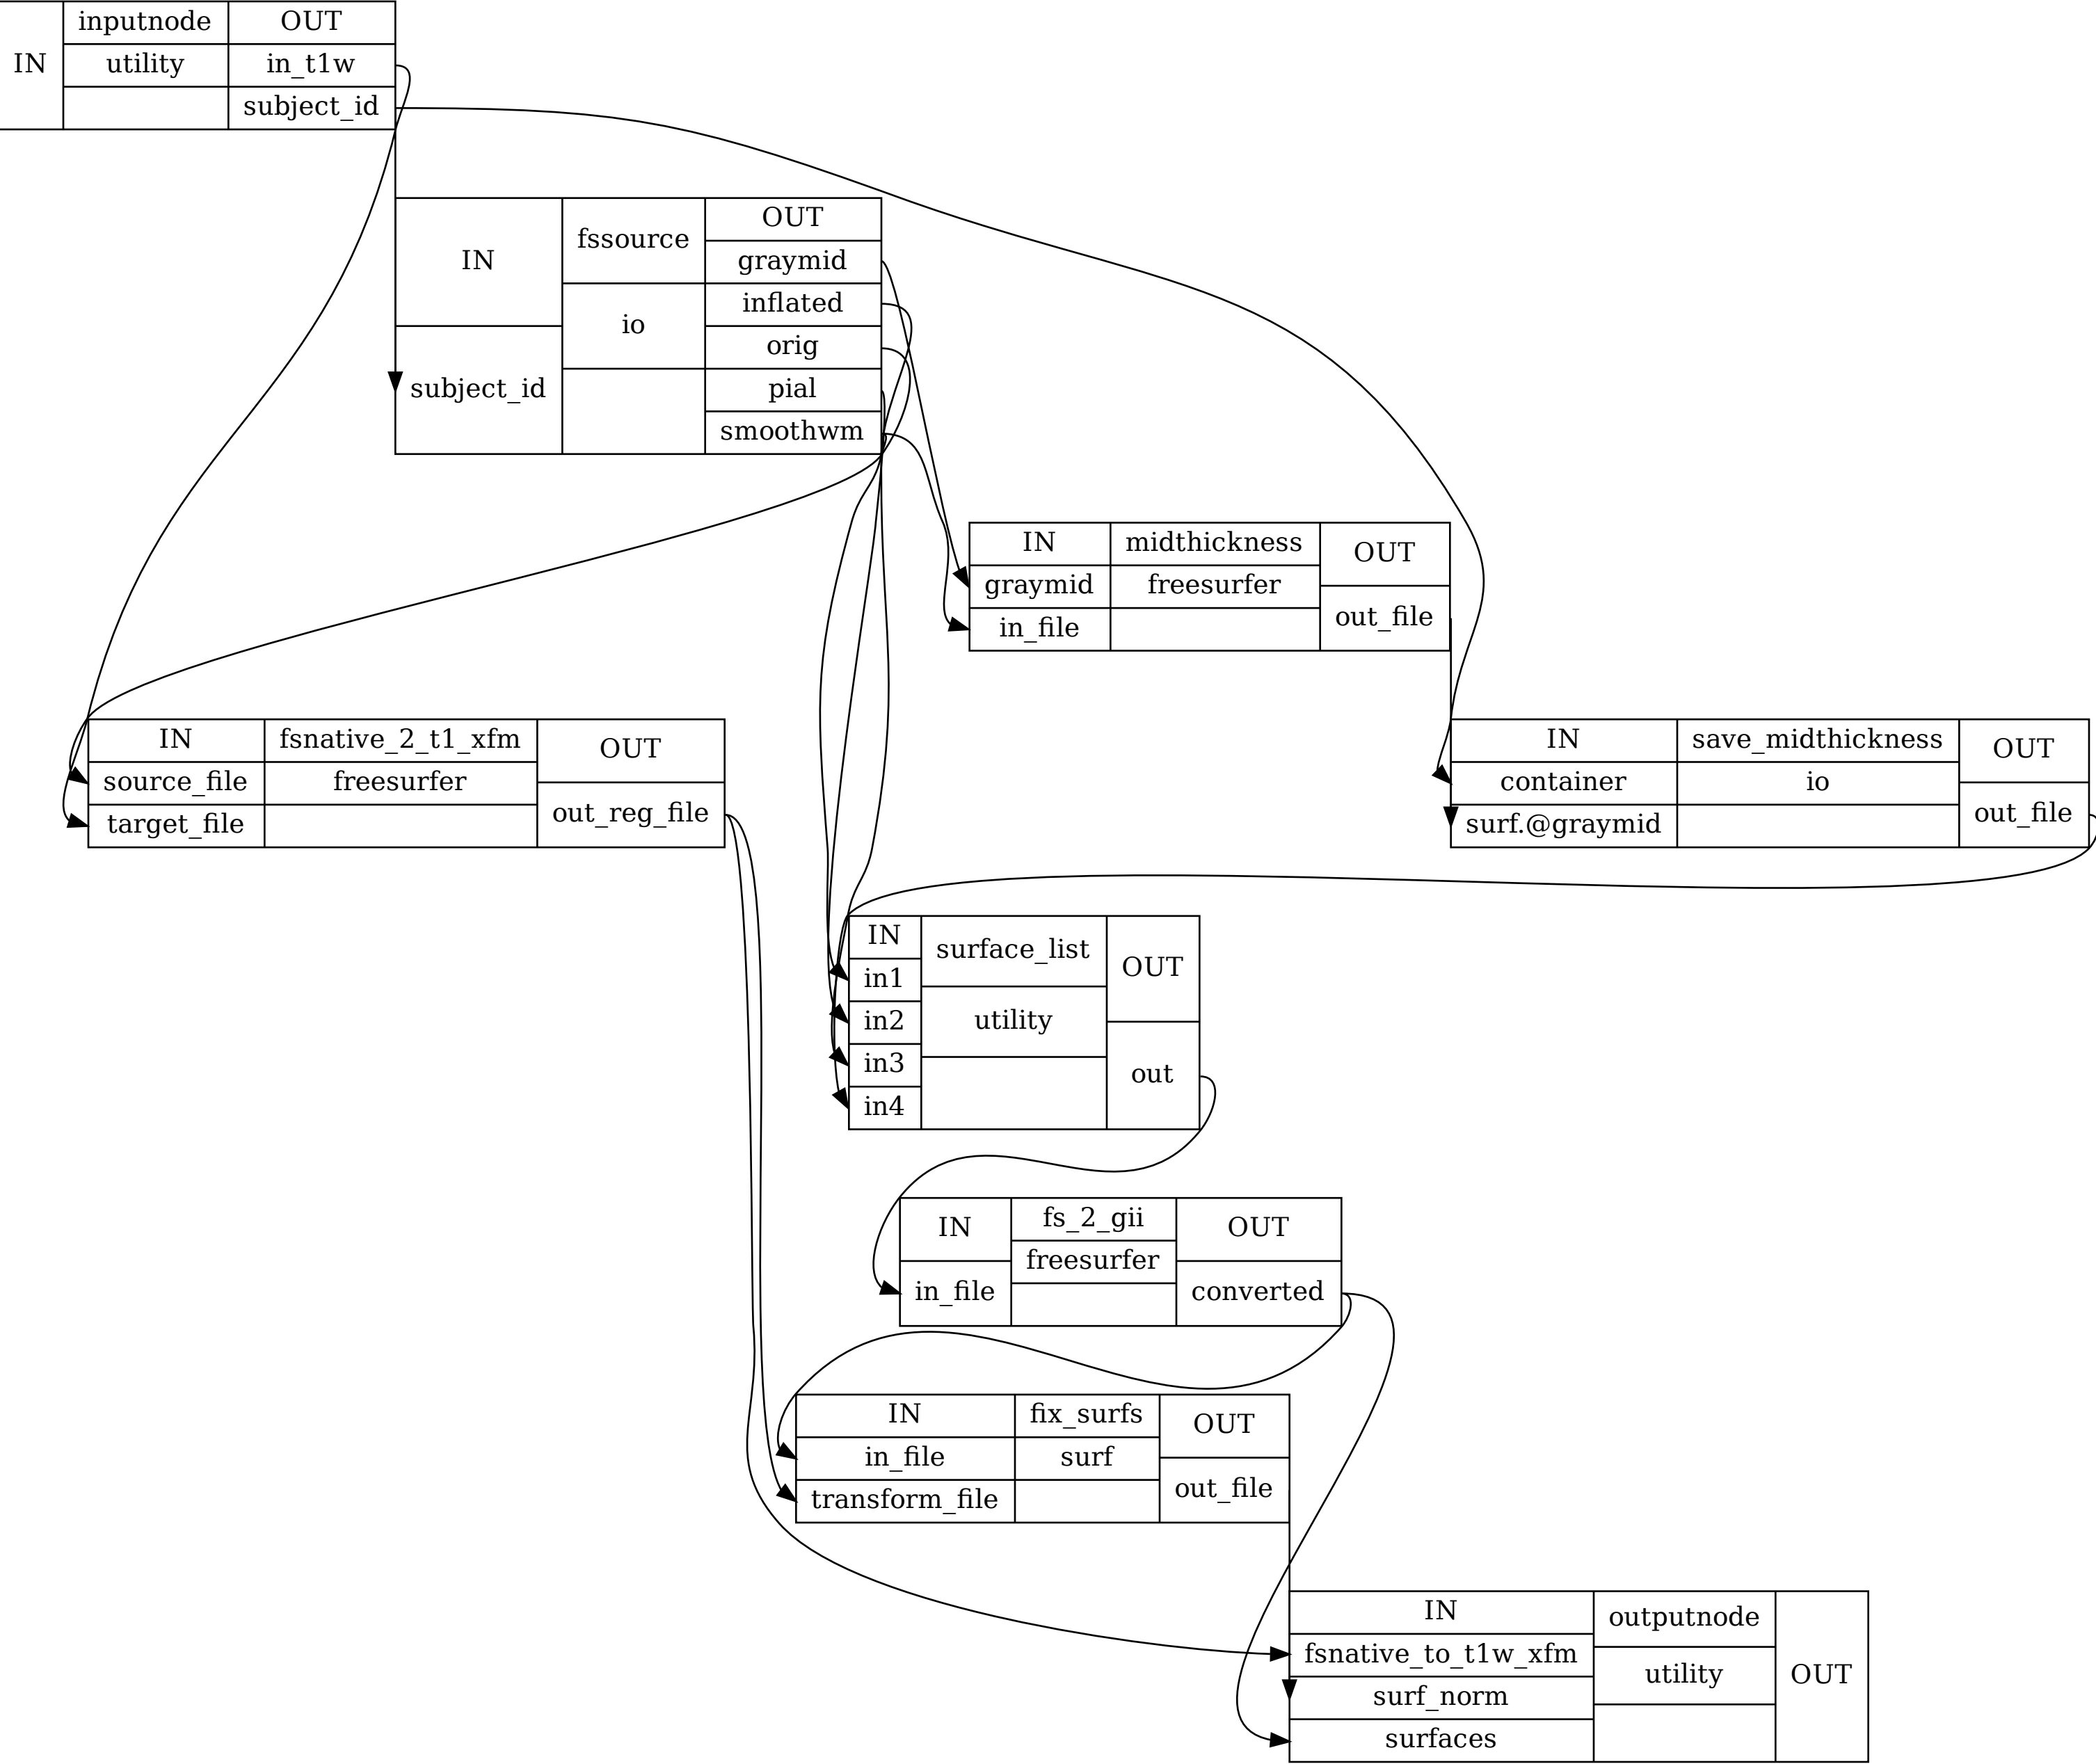 IN
inputnode
utility
OUT
in_t1w
subject_id
IN
subject_id
fssource
io
OUT
graymid
inflated
orig
pial
smoothwm
IN
graymid
in_file
midthickness
freesurfer
OUT
out_file
IN
source_file
target_file
fsnative_2_t1_xfm
freesurfer
OUT
out_reg_file
IN
container
surf.@graymid
save_midthickness
io
OUT
out_file
IN
in1
in2
in3
in4
surface_list
utility
OUT
out
IN
in_file
fs_2_gii
freesurfer
OUT
converted
IN
in_file
transform_file
fix_surfs
surf
OUT
out_file
IN
fsnative_to_t1w_xfm
surf_norm
surfaces
outputnode
utility
OUT